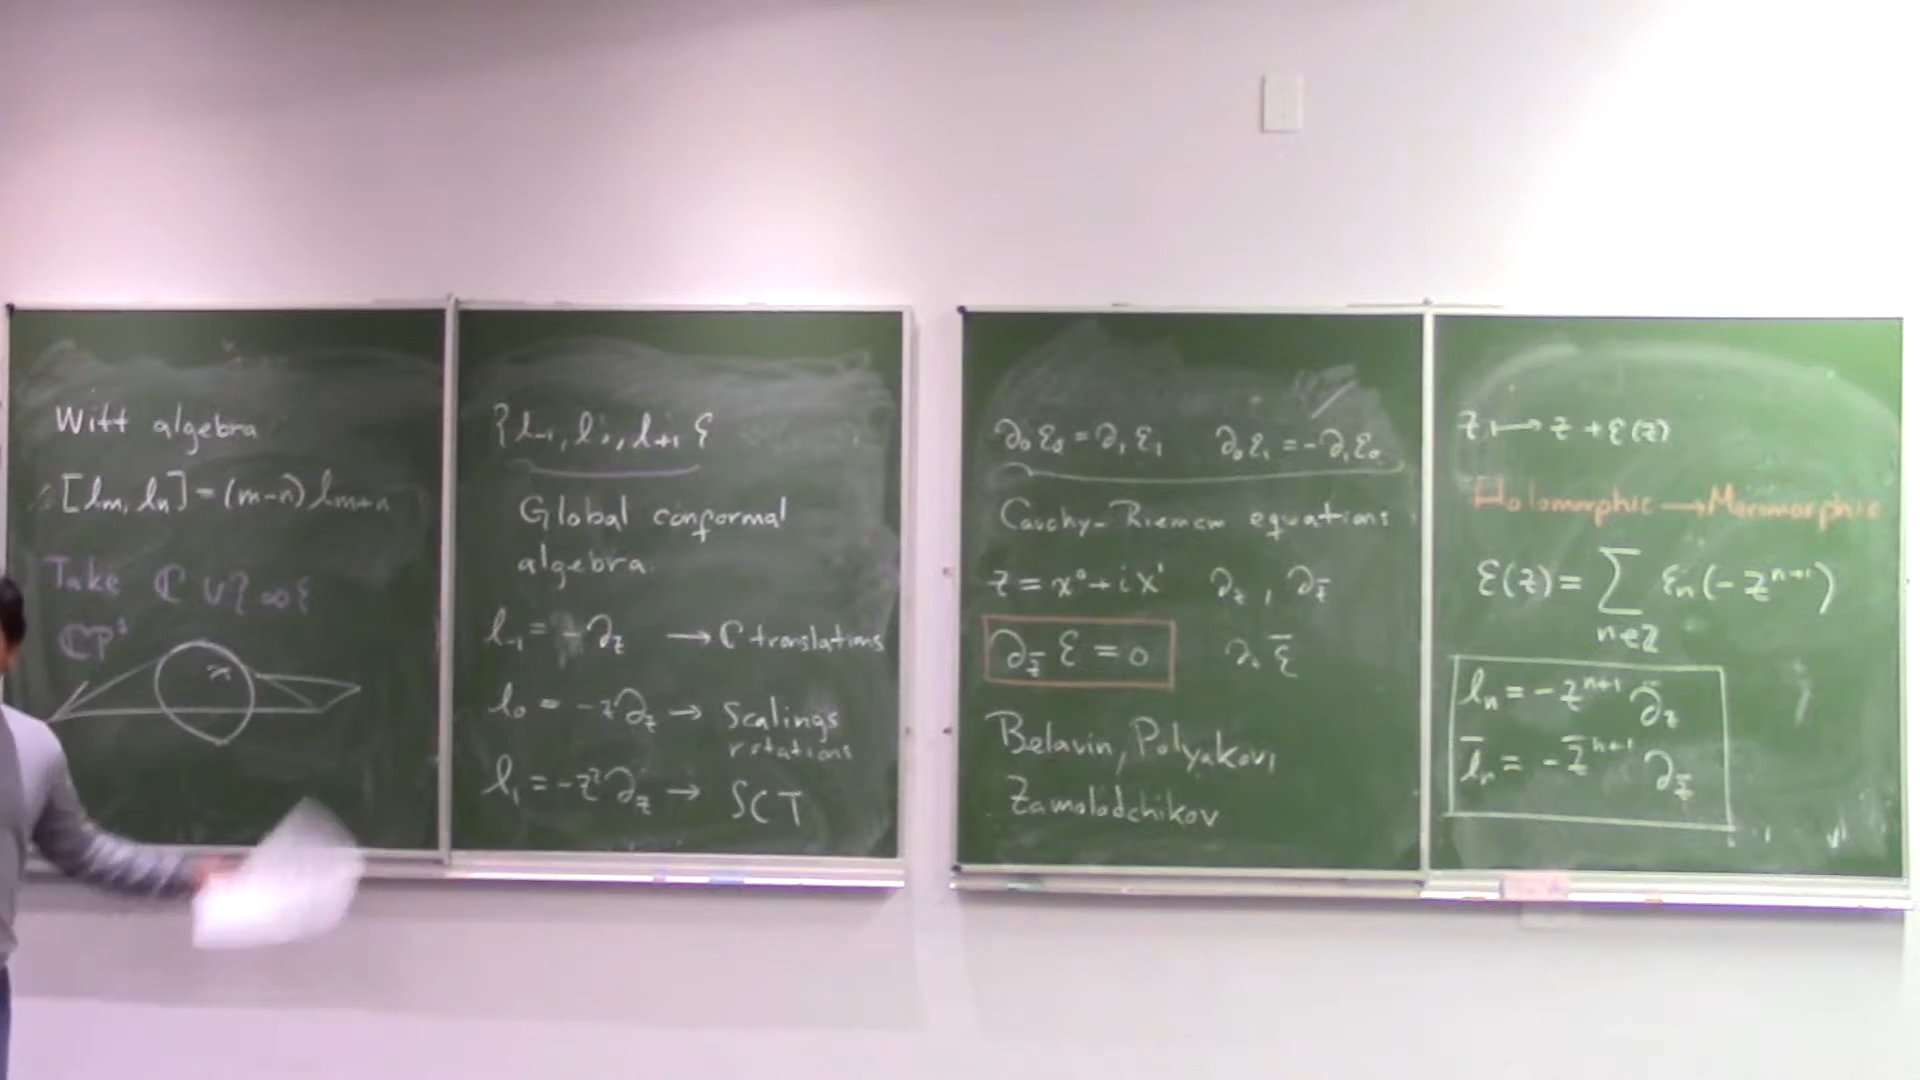 Witt algebra
[lm, ln] = (m-n) lm+n
Take ℂ ∪ {∞}
ℂP¹
x
{l-1, l0, l+1}
Global conformal
algebra.
l-1 = -∂z → ℂ translations
l0 = -z∂z → Scalings
rotations
l1 = -z²∂z → SCT
∂0ε0 = ∂1ε1 ∂0ε1 = -∂1ε0
Cauchy-Rieman equations
z = x⁰ + i x¹ ∂z, ∂z̄
∂z̄ ε = 0 ∂ ε̄
Belavin, Polyakov,
Zamolodchikov
z ↦ z + ε(z)
Holomorphic → Meromorphic
ε(z) = ∑ εn(-zⁿ⁺¹)
n∈ℤ
ln = -zⁿ⁺¹ ∂z
l̄n = -z̄ⁿ⁺¹ ∂z̄